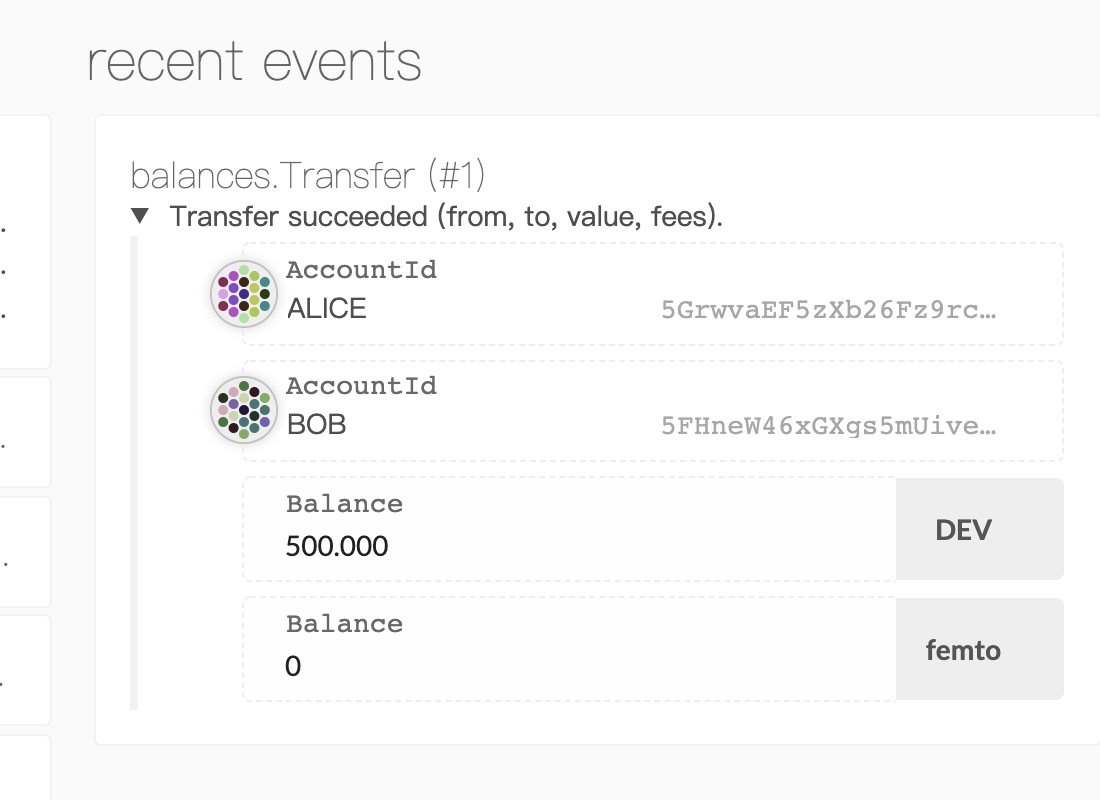 recent events
balances.Transfer (#1)
▼ Transfer succeeded (from, to, value, fees).
AccountId
ALICE 5GrwvaEF5zXb26Fz9rc…
AccountId
BOB 5FHneW46xGXgs5mUive…
Balance
500.000 DEV
Balance
0 femto